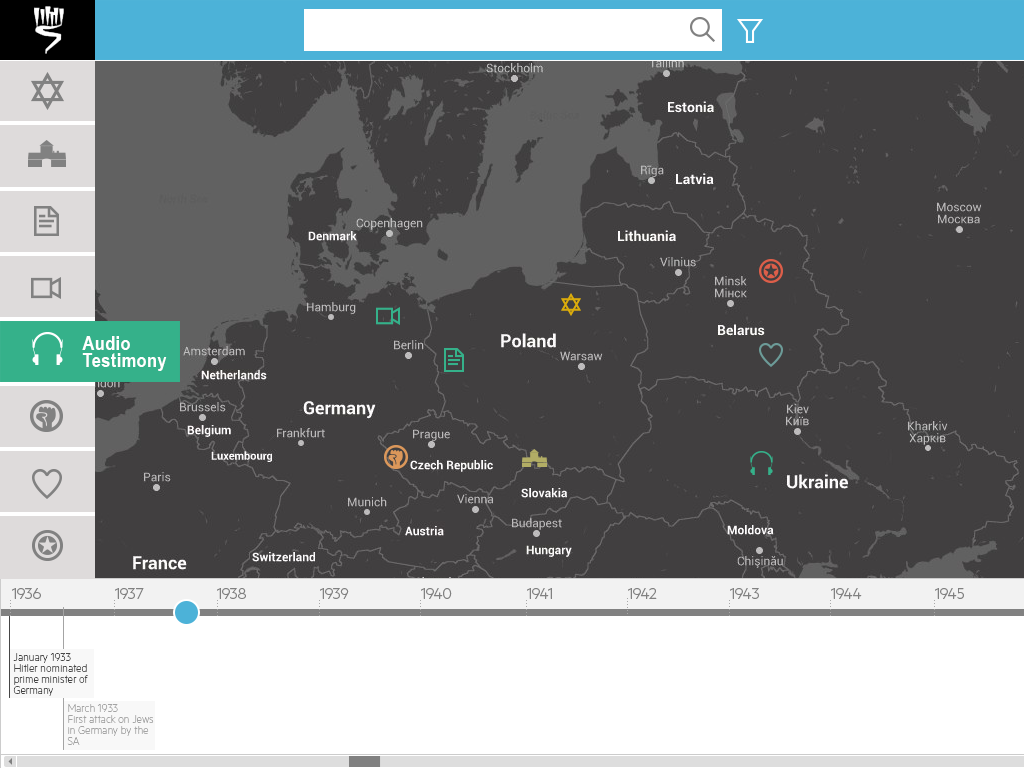 Stockholm
Tallinn
Estonia
Rīga
Latvia
Moscow
Москва
Copenhagen
Denmark
Lithuania
Vilnius
Minsk
Мінск
Hamburg
Belarus
Poland
Berlin
Warsaw
Audio
Testimony
Amsterdam
Netherlands
Brussels
Germany
Kiev
Київ
Belgium
Frankfurt
Prague
Kharkiv
Харків
Luxembourg
Czech Republic
Paris
Ukraine
Slovakia
Munich
Vienna
Budapest
Austria
Moldova
Hungary
Switzerland
France
Chişinău
1936 1937 1938 1939 1940 1941 1942 1943 1944 1945
January 1933
Hitler nominated
prime minister of
Germany
March 1933
First attack on Jews
in Germany by the
SA